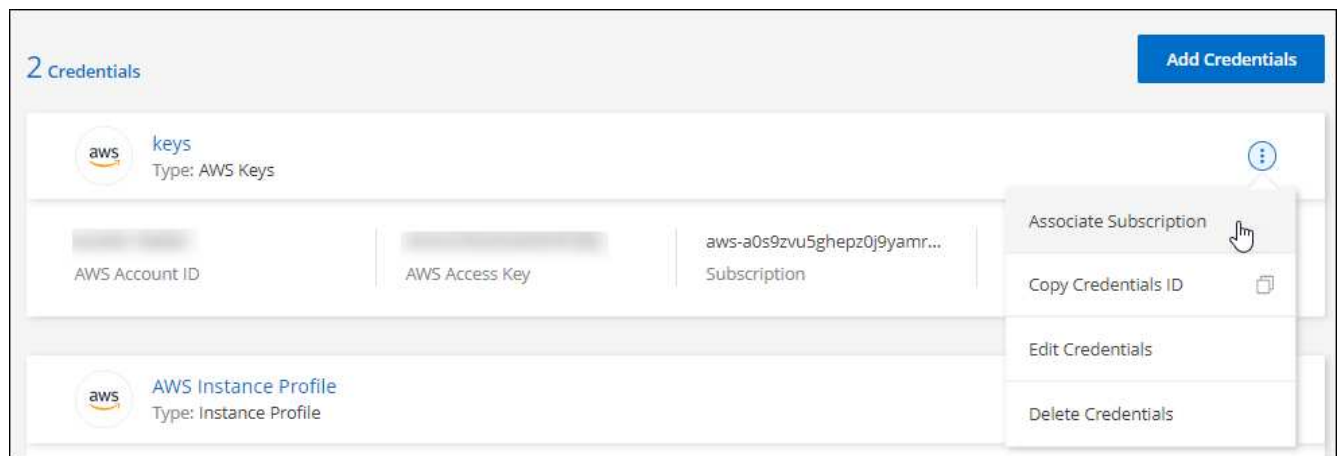 2 Credentials
Add Credentials
aws
keys
Type: AWS Keys
Associate Subscription
aws-a0s9zvu5ghepz0j9yamr...
AWS Account ID
AWS Access Key
Subscription
Copy Credentials ID
Edit Credentials
aws
AWS Instance Profile
Type: Instance Profile
Delete Credentials